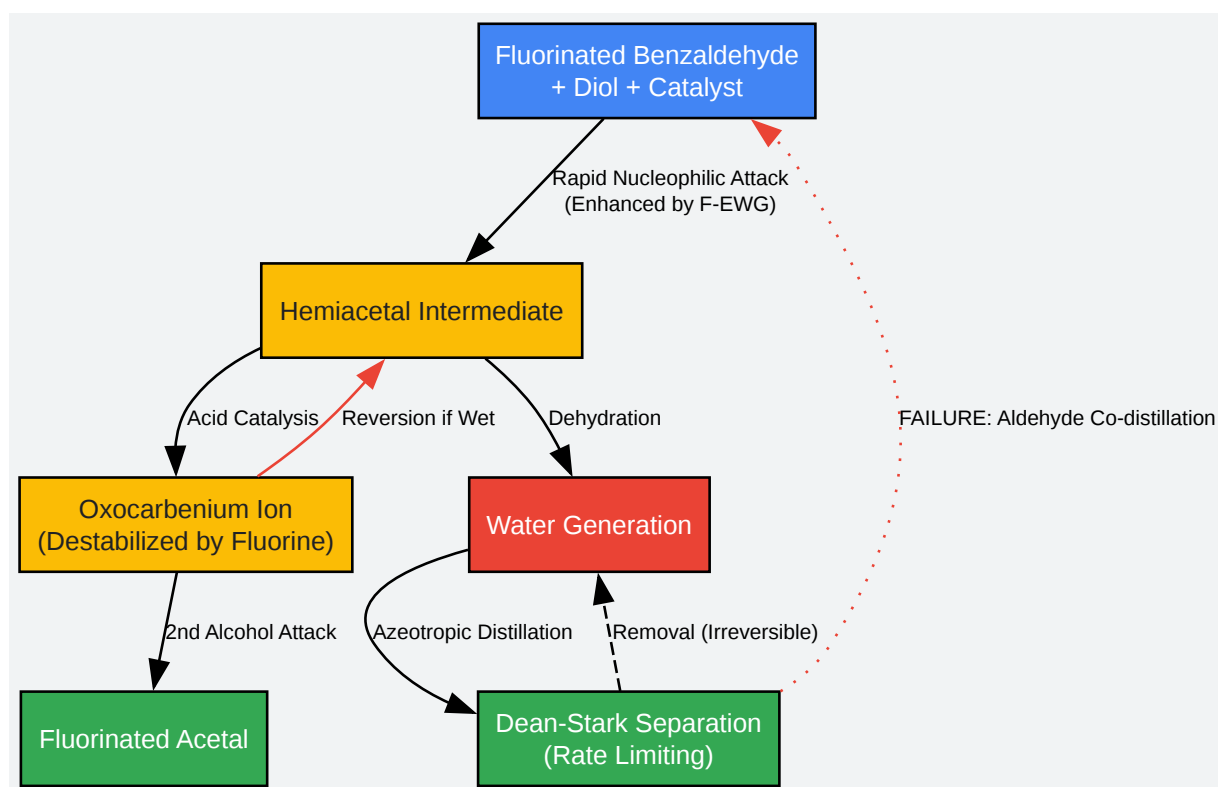 Fluorinated Benzaldehyde
+ Diol + Catalyst
Rapid Nucleophilic Attack
(Enhanced by F-EWG)
Hemiacetal Intermediate
Acid Catalysis
Reversion if Wet
Dehydration
FAILURE: Aldehyde Co-distillation
Oxocarbenium Ion
(Destabilized by Fluorine)
Water Generation
2nd Alcohol Attack
Azeotropic Distillation
Removal (Irreversible)
Fluorinated Acetal
Dean-Stark Separation
(Rate Limiting)